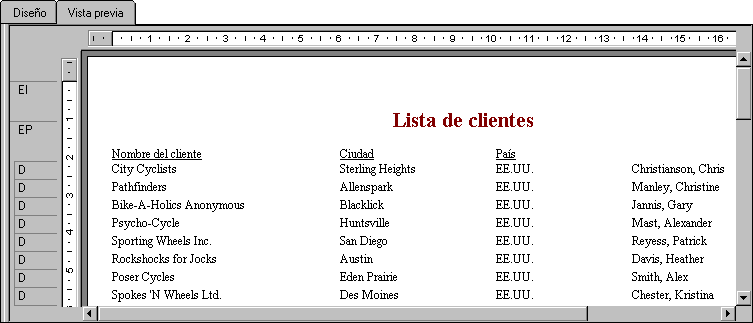 Diseño Vista previa
1 2 3 4 5 6 7 8 9 10 11 12 13 14 15 16
EI
EP
Lista de clientes
Nombre del cliente Ciudad País
D City Cyclists Sterling Heights EE.UU. Christianson, Chris
D Pathfinders Allenspark EE.UU. Manley, Christine
D Bike-A-Holics Anonymous Blacklick EE.UU. Jannis, Gary
D Psycho-Cycle Huntsville EE.UU. Mast, Alexander
D Sporting Wheels Inc. San Diego EE.UU. Reyess, Patrick
D Rockshocks for Jocks Austin EE.UU. Davis, Heather
D Poser Cycles Eden Prairie EE.UU. Smith, Alex
D Spokes 'N Wheels Ltd. Des Moines EE.UU. Chester, Kristina
1 2 3 4 5